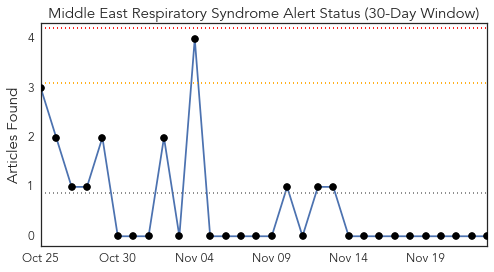 Middle East Respiratory Syndrome Alert Status (30-Day Window)
Articles Found
4
3
2
1
0
Oct 25 Oct 30 Nov 04 Nov 09 Nov 14 Nov 19